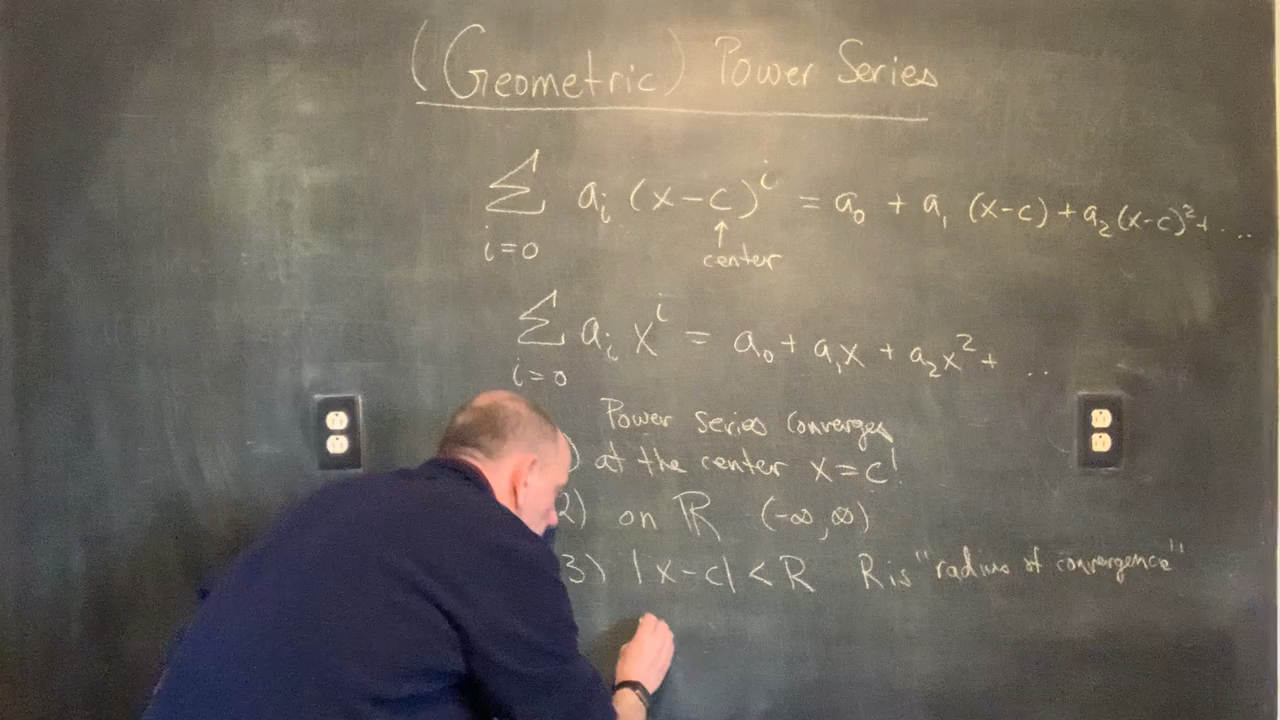 (Geometric) Power Series
∑ aᵢ (x-c)ⁱ = a₀ + a₁ (x-c) + a₂ (x-c)² + ...
i=0
center
∑ aᵢ xⁱ = a₀ + a₁x + a₂x² + ..
i=0
Power Series Converges
) at the center x=c!
2) on ℝ (-∞,∞)
3) |x-c| < R R is "radius of convergence"